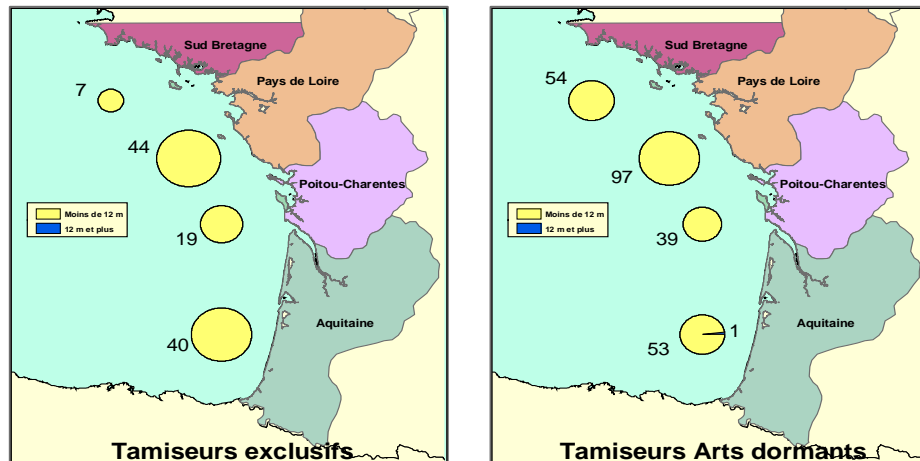 Sud Bretagne
Pays de Loire
7
44
Poitou-Charentes
Moins de 12 m
12 m et plus
19
Aquitaine
40
Tamiseurs exclusifs
Sud Bretagne
54
Pays de Loire
97
Poitou-Charentes
Moins de 12 m
12 m et plus
39
Aquitaine
1
53
Tamiseurs Arts dormants